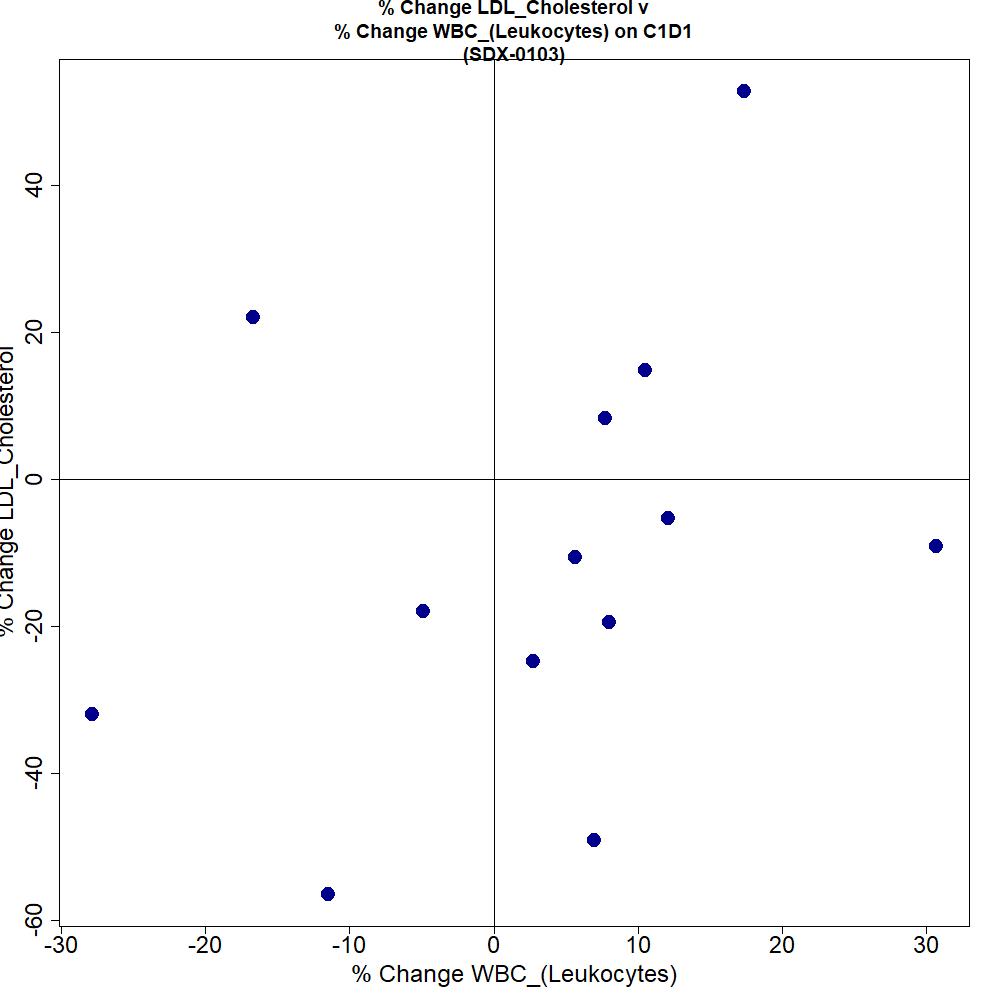 % Change LDL_Cholesterol v
% Change WBC_(Leukocytes) on C1D1
(SDX-0103)
% Change LDL_Cholesterol
40
20
0
-20
-40
-60
-30
-20
-10
0
10
20
30
% Change WBC_(Leukocytes)